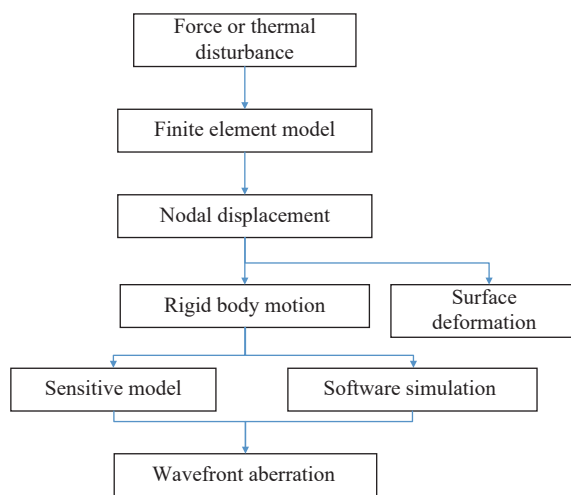 Force or thermal
disturbance
Finite element model
Nodal displacement
Rigid body motion
Surface
deformation
Sensitive model
Software simulation
Wavefront aberration